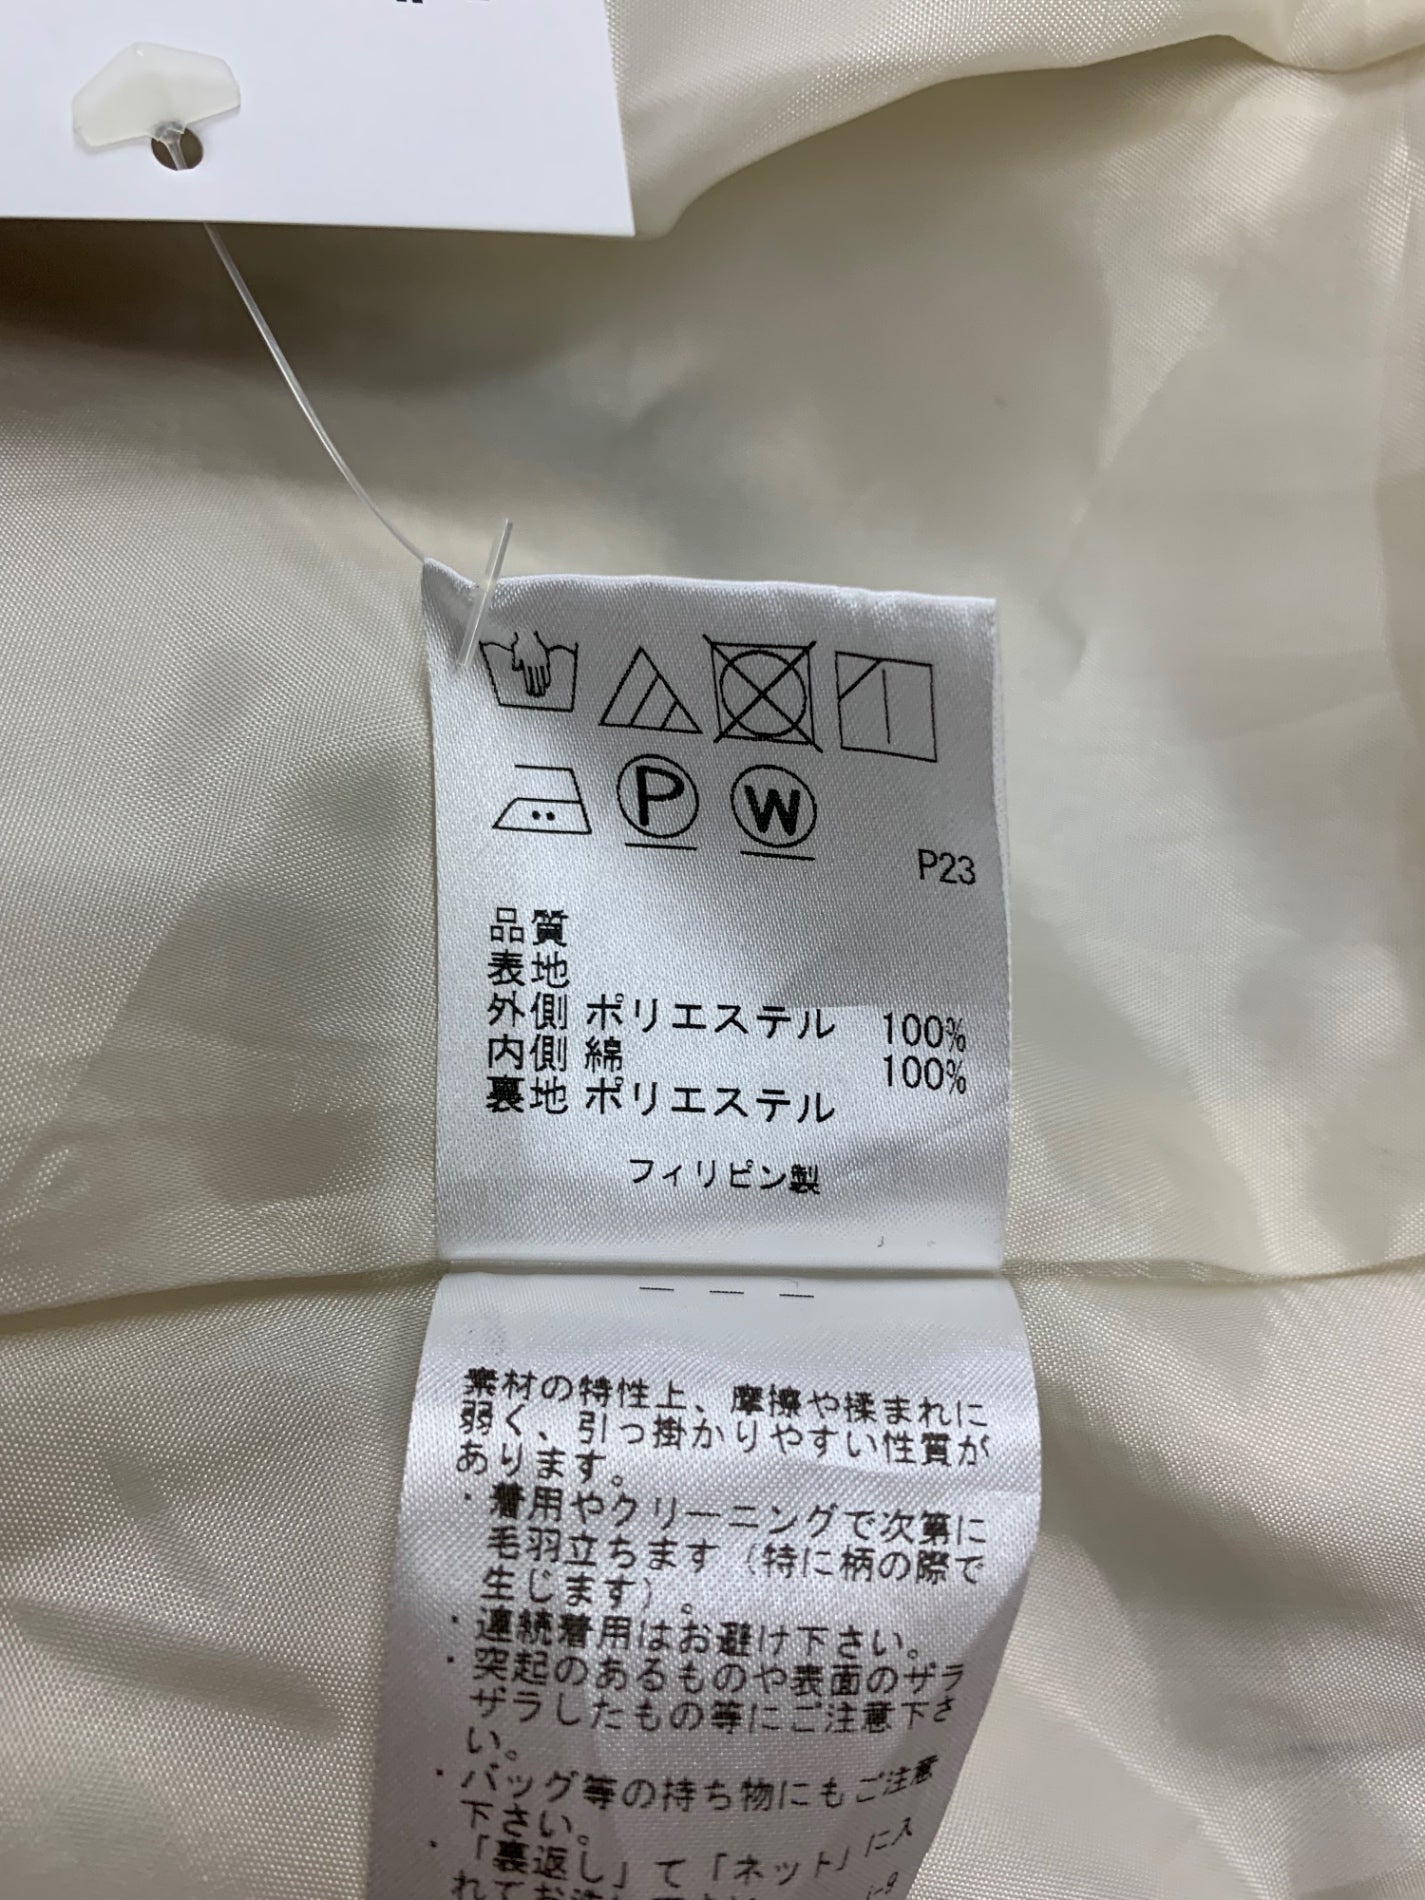 P
W
P23
品質
表地
外側 ポリエステル 100%
内側 綿 100%
裏地 ポリエステル
フィリピン製
素材の特性上、摩擦や揉まれに
弱く、引っ掛かりやすい性質が
あります。
・着用やクリーニングで次第に
毛羽立ちます（特に柄の際で
生じます）。
・連続着用はお避け下さい。
・突起のあるものや表面のザラ
ザラしたもの等にご注意下さ
い。
・バッグ等の持ち物にもご注意
下さい。
・「裏返し」て「ネット」に入
れてお